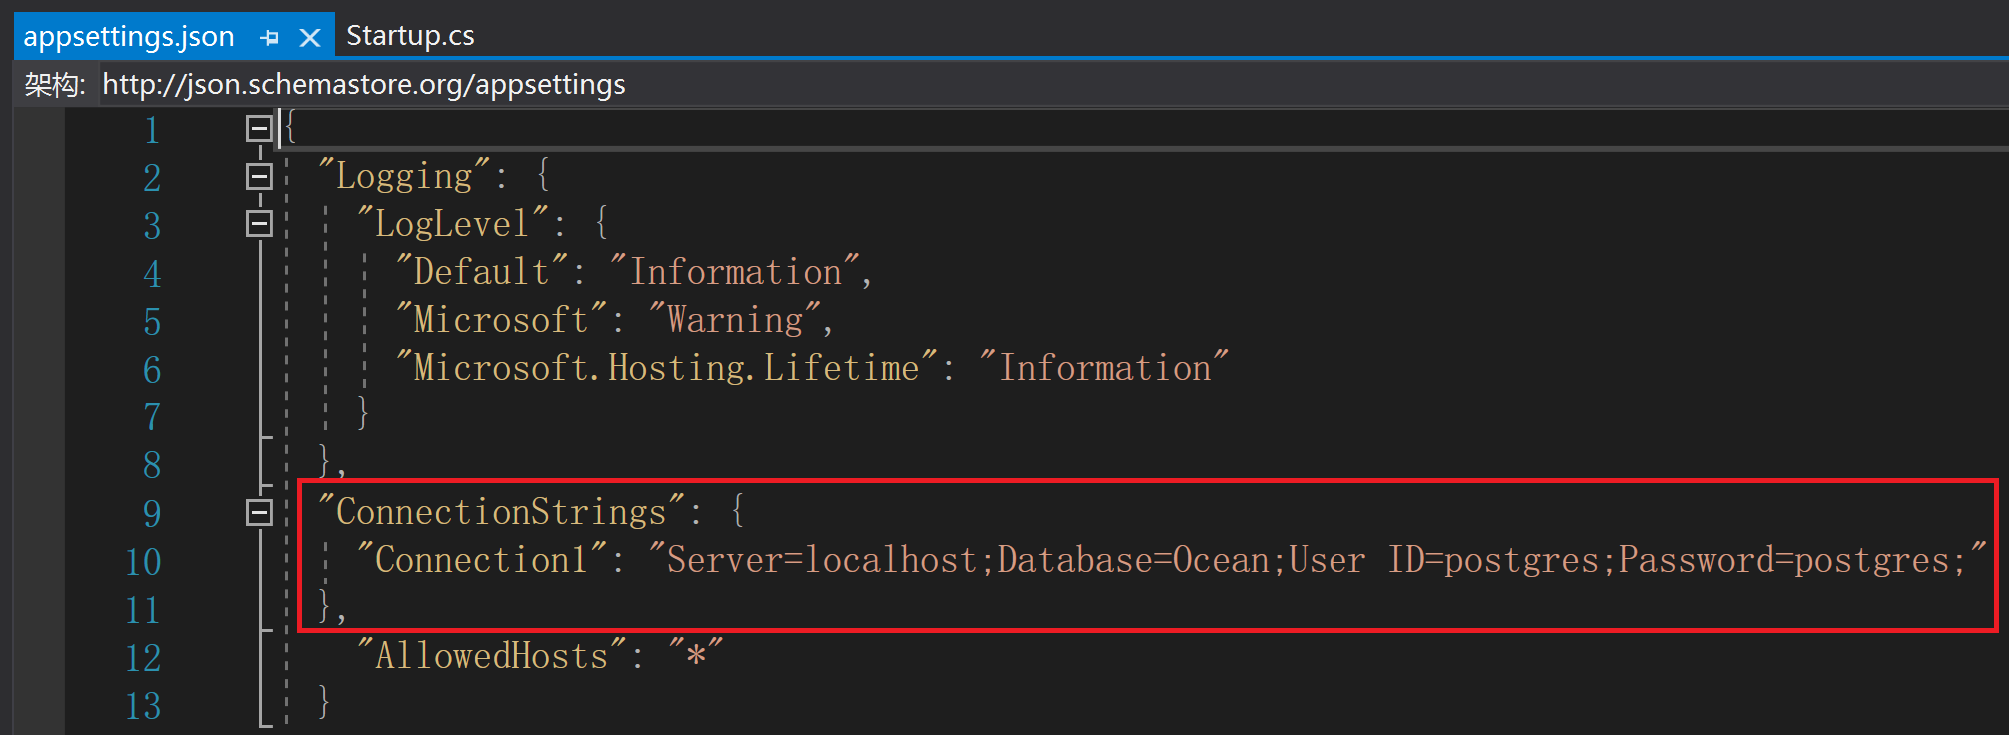 appsettings.json Startup.cs
架构: http://json.schemastore.org/appsettings
1 {
2 "Logging": {
3 "LogLevel": {
4 "Default": "Information",
5 "Microsoft": "Warning",
6 "Microsoft.Hosting.Lifetime": "Information"
7 }
8 },
9 "ConnectionStrings": {
10 "Connection1": "Server=localhost;Database=Ocean;User ID=postgres;Password=postgres;"
11 },
12 "AllowedHosts": "*"
13 }